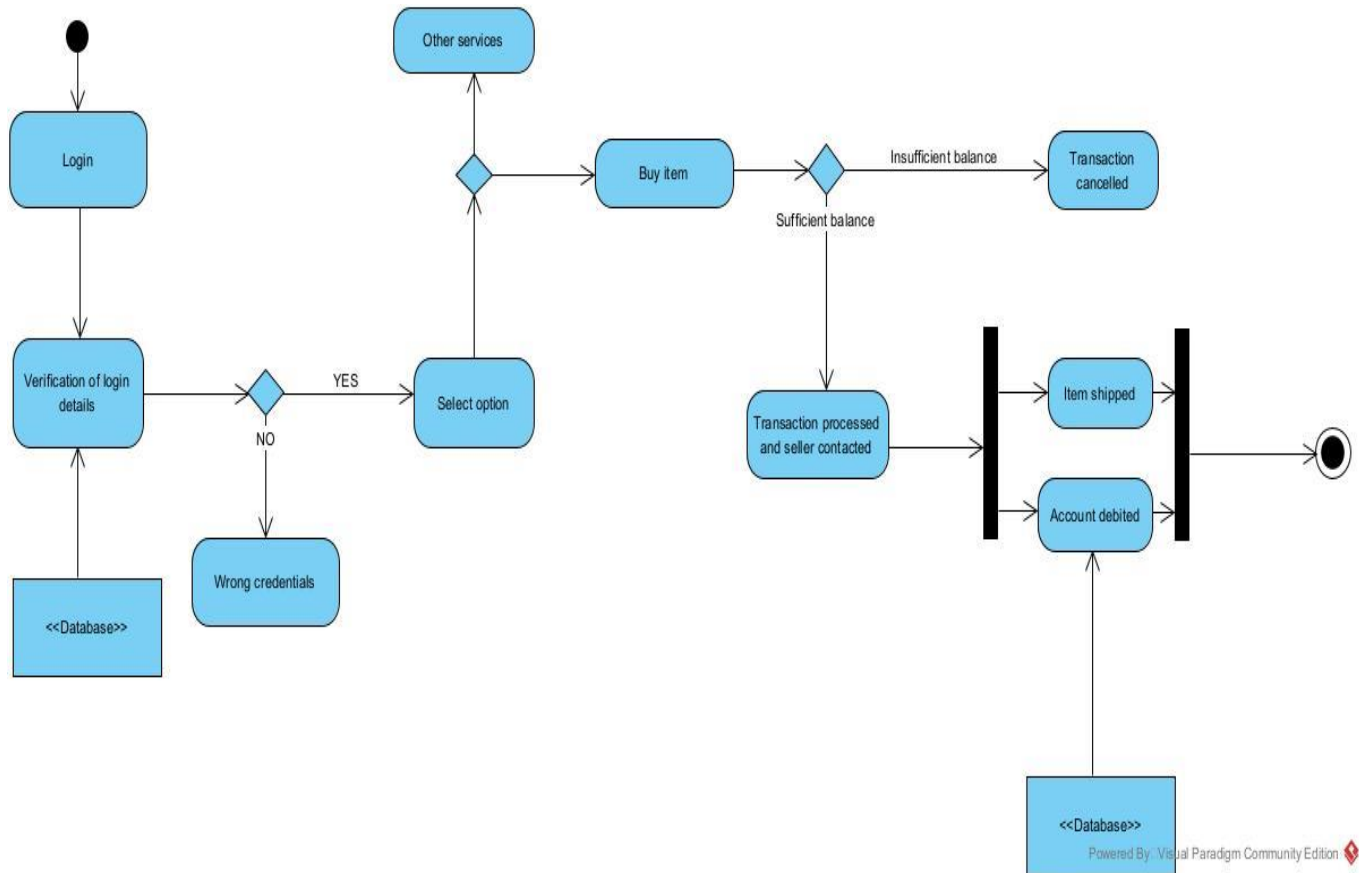 Other services
Login
Buy item
Insufficient balance
Transaction
cancelled
Sufficient balance
Verification of login
details
YES
Select option
NO
Transaction processed
and seller contacted
Item shipped
Account debited
Wrong credentials
<<Database>>
<<Database>>
Powered By: Visual Paradigm Community Edition